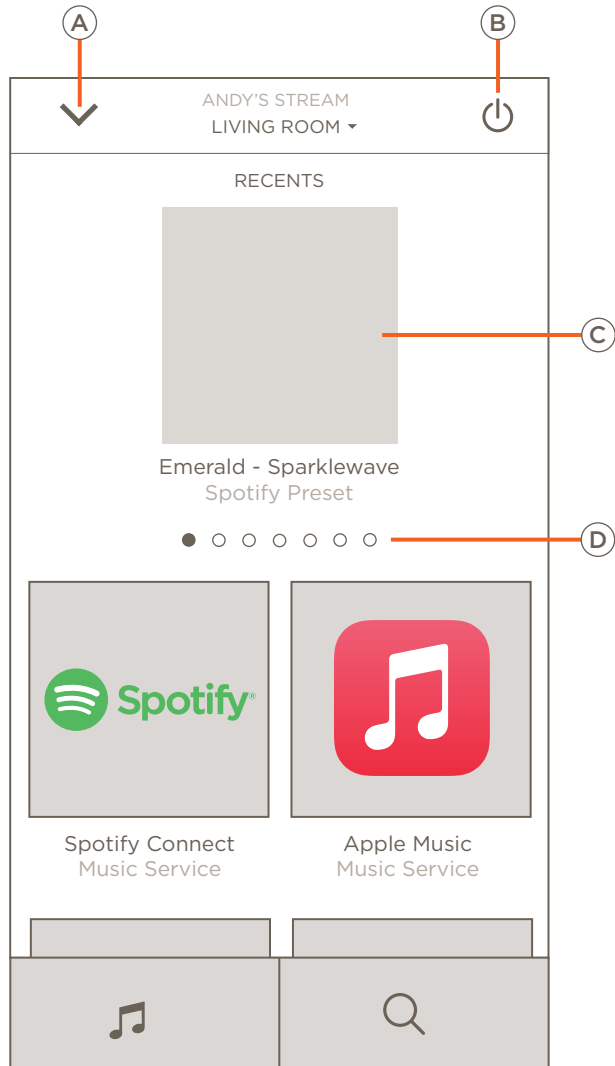 A
B
ANDY'S STREAM
LIVING ROOM
RECENTS
C
Emerald - Sparklewave
Spotify Preset
D
Spotify®
Spotify Connect
Apple Music
Music Service
Music Service